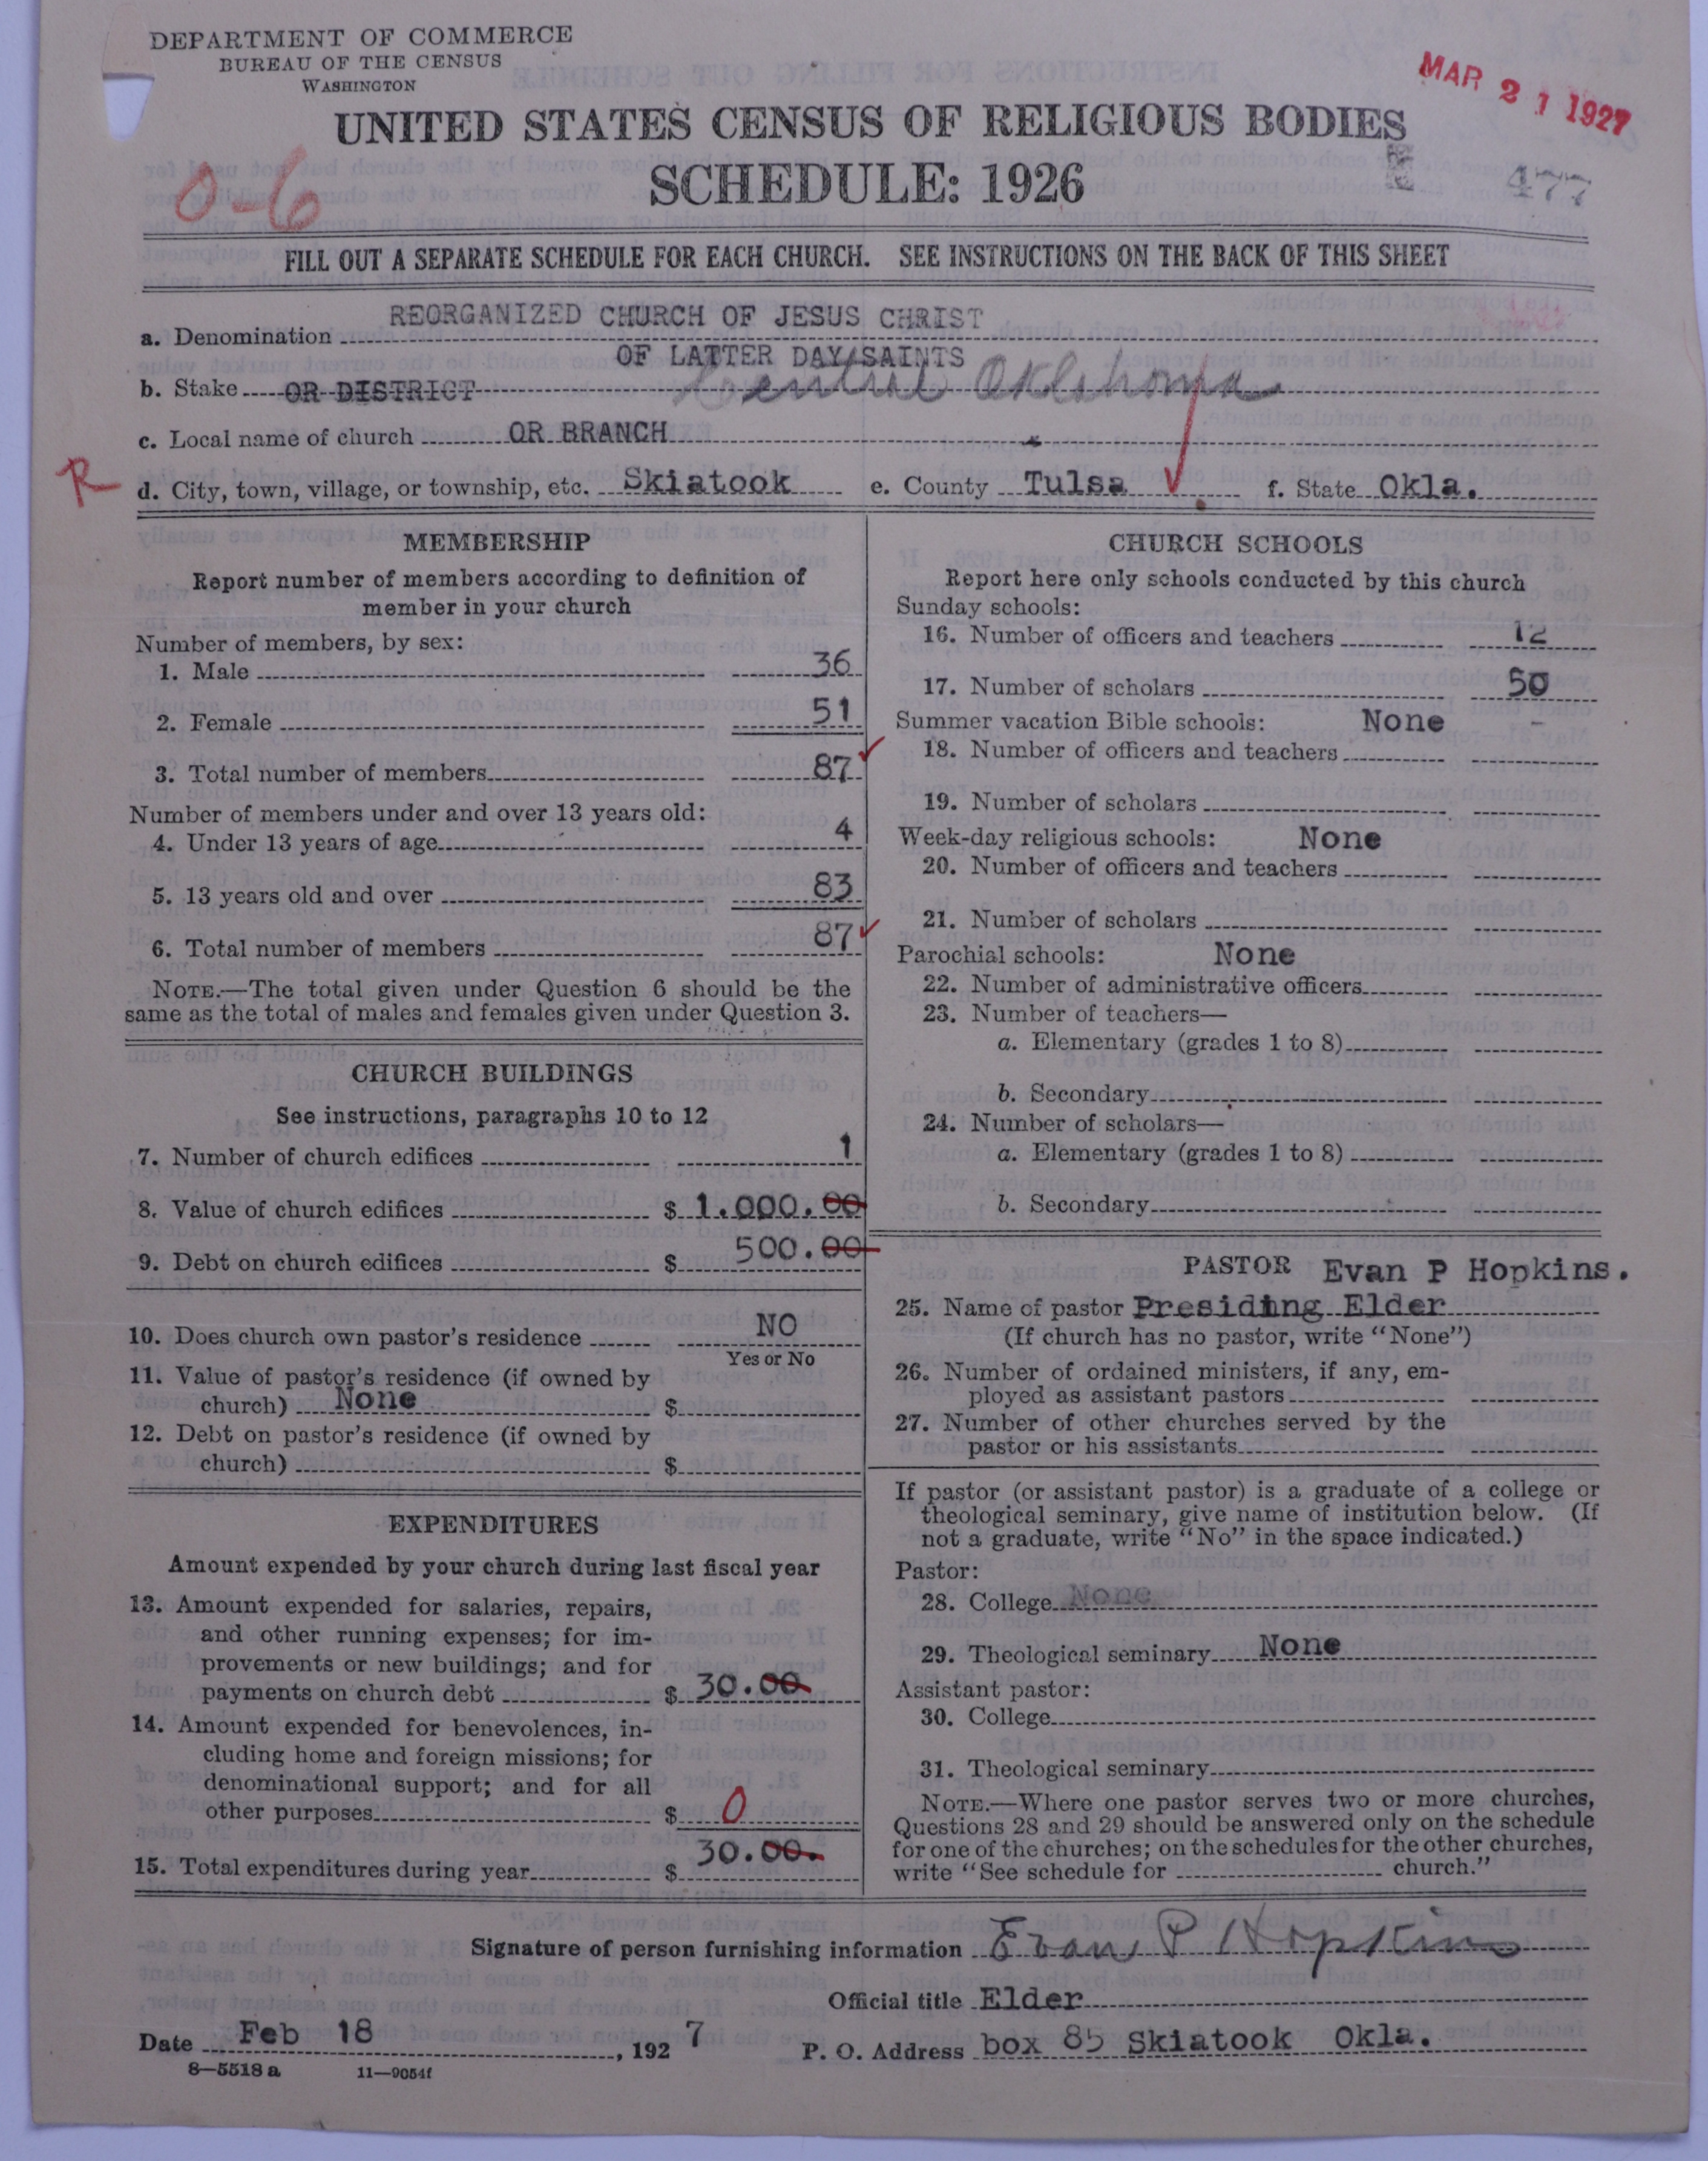 DEPARTMENT OF COMMERCE
BUREAU OF THE CENSUS
WASHINGTON
MAR 21 1927
UNITED STATES CENSUS OF RELIGIOUS BODIES
SCHEDULE: 1926
477
0-6
FILL OUT A SEPARATE SCHEDULE FOR EACH CHURCH. SEE INSTRUCTIONS ON THE BACK OF THIS SHEET
a. Denomination REORGANIZED CHURCH OF JESUS CHRIST
OF LATTER DAY SAINTS
b. Stake OR DISTRICT Central Oklahoma
c. Local name of church OR BRANCH
R
d. City, town, village, or township, etc. Skiatook e. County Tulsa f. State Okla.
MEMBERSHIP
Report number of members according to definition of
member in your church
Number of members, by sex:
1. Male 36
2. Female 51
3. Total number of members 87
Number of members under and over 13 years old:
4. Under 13 years of age 4
5. 13 years old and over 83
6. Total number of members 87
NOTE.—The total given under Question 6 should be the
same as the total of males and females given under Question 3.
CHURCH BUILDINGS
See instructions, paragraphs 10 to 12
7. Number of church edifices 1
8. Value of church edifices $ 1.000.00
9. Debt on church edifices $ 500.00
10. Does church own pastor's residence NO
Yes or No
11. Value of pastor's residence (if owned by
church) None $
12. Debt on pastor's residence (if owned by
church) $
EXPENDITURES
Amount expended by your church during last fiscal year
13. Amount expended for salaries, repairs,
and other running expenses; for im-
provements or new buildings; and for
payments on church debt $ 30.00
14. Amount expended for benevolences, in-
cluding home and foreign missions; for
denominational support; and for all
other purposes $ 0
15. Total expenditures during year $ 30.00.
CHURCH SCHOOLS
Report here only schools conducted by this church
Sunday schools:
16. Number of officers and teachers 12
17. Number of scholars 50
Summer vacation Bible schools: None -
18. Number of officers and teachers
19. Number of scholars
Week-day religious schools: None
20. Number of officers and teachers
21. Number of scholars
Parochial schools: None
22. Number of administrative officers
23. Number of teachers—
a. Elementary (grades 1 to 8)
b. Secondary
24. Number of scholars—
a. Elementary (grades 1 to 8)
b. Secondary
PASTOR Evan P Hopkins.
25. Name of pastor Presiding Elder
(If church has no pastor, write "None")
26. Number of ordained ministers, if any, em-
ployed as assistant pastors
27. Number of other churches served by the
pastor or his assistants
If pastor (or assistant pastor) is a graduate of a college or
theological seminary, give name of institution below. (If
not a graduate, write "No" in the space indicated.)
Pastor:
28. College None
29. Theological seminary None
Assistant pastor:
30. College
31. Theological seminary
NOTE.—Where one pastor serves two or more churches,
Questions 28 and 29 should be answered only on the schedule
for one of the churches; on the schedules for the other churches,
write "See schedule for church."
Signature of person furnishing information Evan P Hopkins
Official title Elder
Date Feb 18, 1927 P. O. Address box 85 Skiatook Okla.
8—5518 a 11—9054f